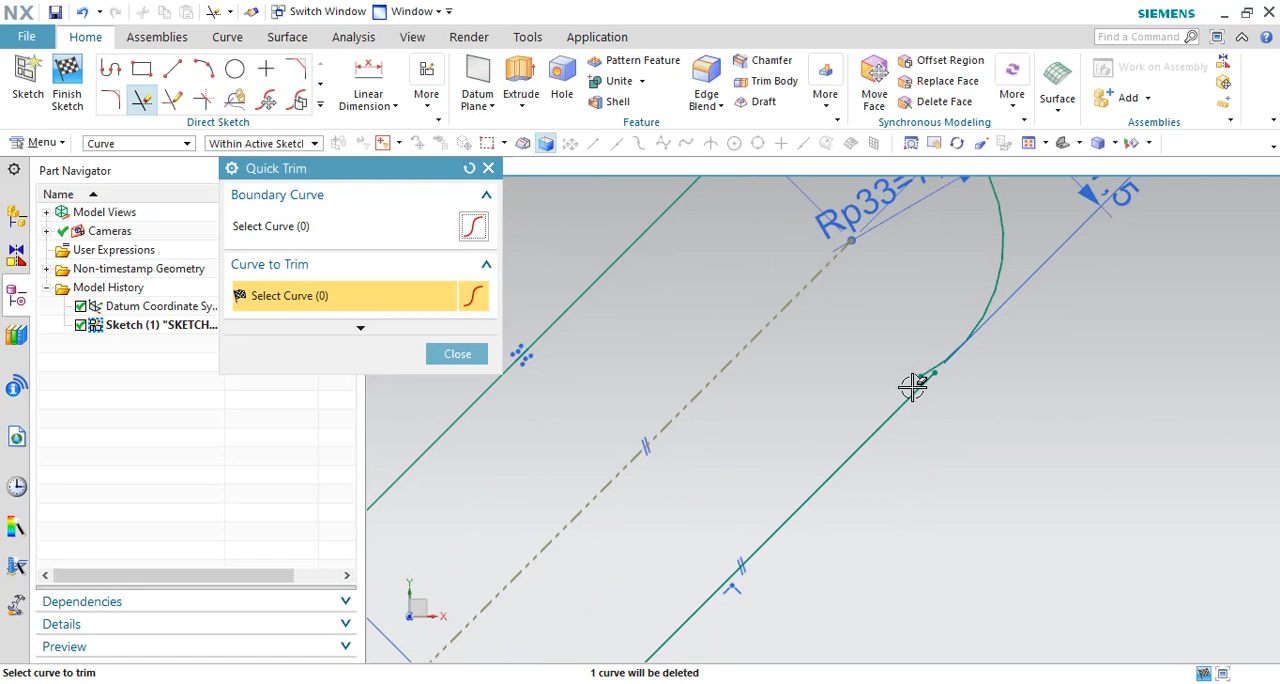 NX Switch Window Window SIEMENS
File Home Assemblies Curve Surface Analysis View Render Tools Application Find a Command
Sketch Finish Sketch Linear Dimension More Datum Plane Extrude Hole Pattern Feature Unite Shell Edge Blend Chamfer Trim Body Draft More Move Face Offset Region Replace Face Delete Face More Surface Work on Assembly Add
Direct Sketch Feature Synchronous Modeling Assemblies
Menu Curve Within Active Sketcl
Part Navigator
Name
Model Views
Cameras
User Expressions
Non-timestamp Geometry
Model History
Datum Coordinate Sy...
Sketch (1) "SKETCH...
Dependencies
Details
Preview
Quick Trim
Boundary Curve
Select Curve (0)
Curve to Trim
Select Curve (0)
Close
Y
X
Select curve to trim 1 curve will be deleted